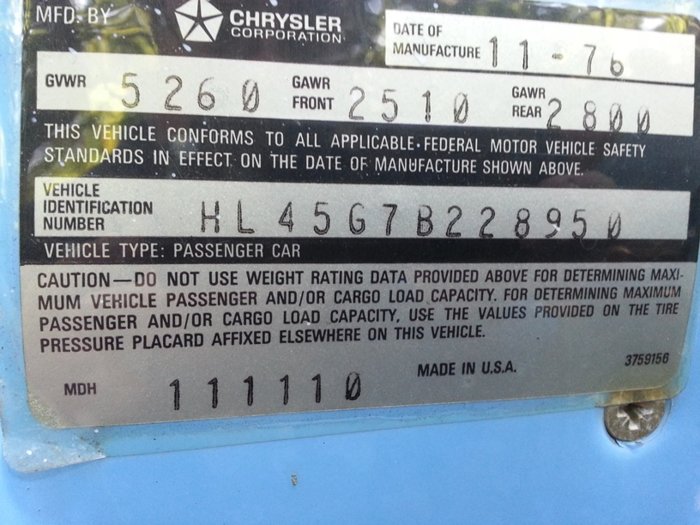 MFD. BY CHRYSLER CORPORATION
DATE OF MANUFACTURE 11-76
GVWR 5260 GAWR FRONT 2510 GAWR REAR 2800
THIS VEHICLE CONFORMS TO ALL APPLICABLE FEDERAL MOTOR VEHICLE SAFETY
STANDARDS IN EFFECT ON THE DATE OF MANUFACTURE SHOWN ABOVE.
VEHICLE IDENTIFICATION NUMBER HL45G7B228950
VEHICLE TYPE: PASSENGER CAR
CAUTION—DO NOT USE WEIGHT RATING DATA PROVIDED ABOVE FOR DETERMINING MAXI-
MUM VEHICLE PASSENGER AND/OR CARGO LOAD CAPACITY. FOR DETERMINING MAXIMUM
PASSENGER AND/OR CARGO LOAD CAPACITY, USE THE VALUES PROVIDED ON THE TIRE
PRESSURE PLACARD AFFIXED ELSEWHERE ON THIS VEHICLE.
MDH 111110 MADE IN U.S.A. 3759156